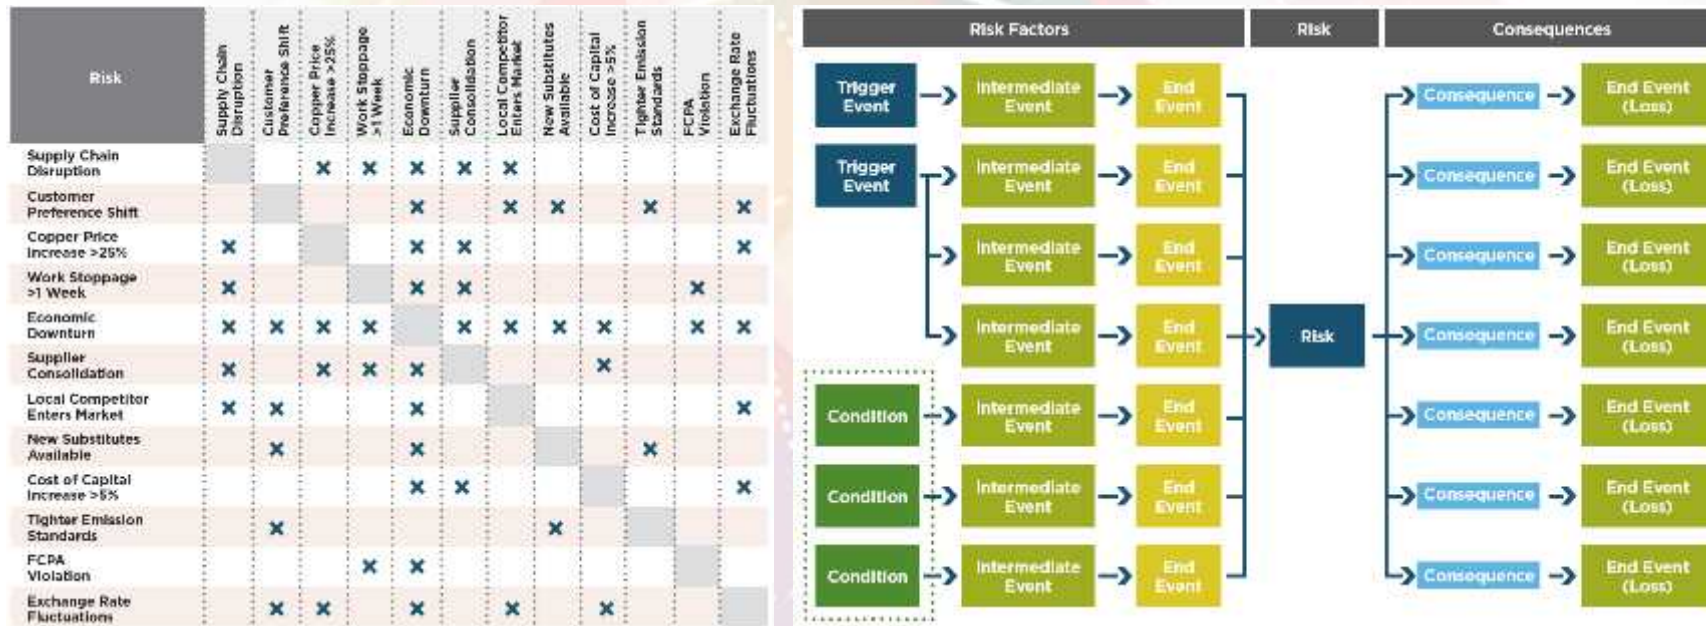 Risk
Supply Chain
Disruption
Customer
Preference Shift
Copper Price
Increase >25%
Work Stoppage
>1 Week
Economic
Downturn
Supplier
Consolidation
Local Competitor
Enters Market
New Substitutes
Available
Cost of Capital
Increase >5%
Tighter Emission
Standards
FCPA
Violation
Exchange Rate
Fluctuations
Supply Chain
Disruption
Customer
Preference Shift
Copper Price
Increase >25%
Work Stoppage
>1 Week
Economic
Downturn
Supplier
Consolidation
Local Competitor
Enters Market
New Substitutes
Available
Cost of Capital
Increase >5%
Tighter Emission
Standards
FCPA
Violation
Exchange Rate
Fluctuations
Risk Factors
Risk
Consequences
Trigger
Event
Intermediate
Event
End
Event
Consequence
End Event
(Loss)
Trigger
Event
Intermediate
Event
End
Event
Consequence
End Event
(Loss)
Intermediate
Event
End
Event
Consequence
End Event
(Loss)
Intermediate
Event
End
Event
Risk
Consequence
End Event
(Loss)
Condition
Intermediate
Event
End
Event
Consequence
End Event
(Loss)
Condition
Intermediate
Event
End
Event
Consequence
End Event
(Loss)
Condition
Intermediate
Event
End
Event
Consequence
End Event
(Loss)